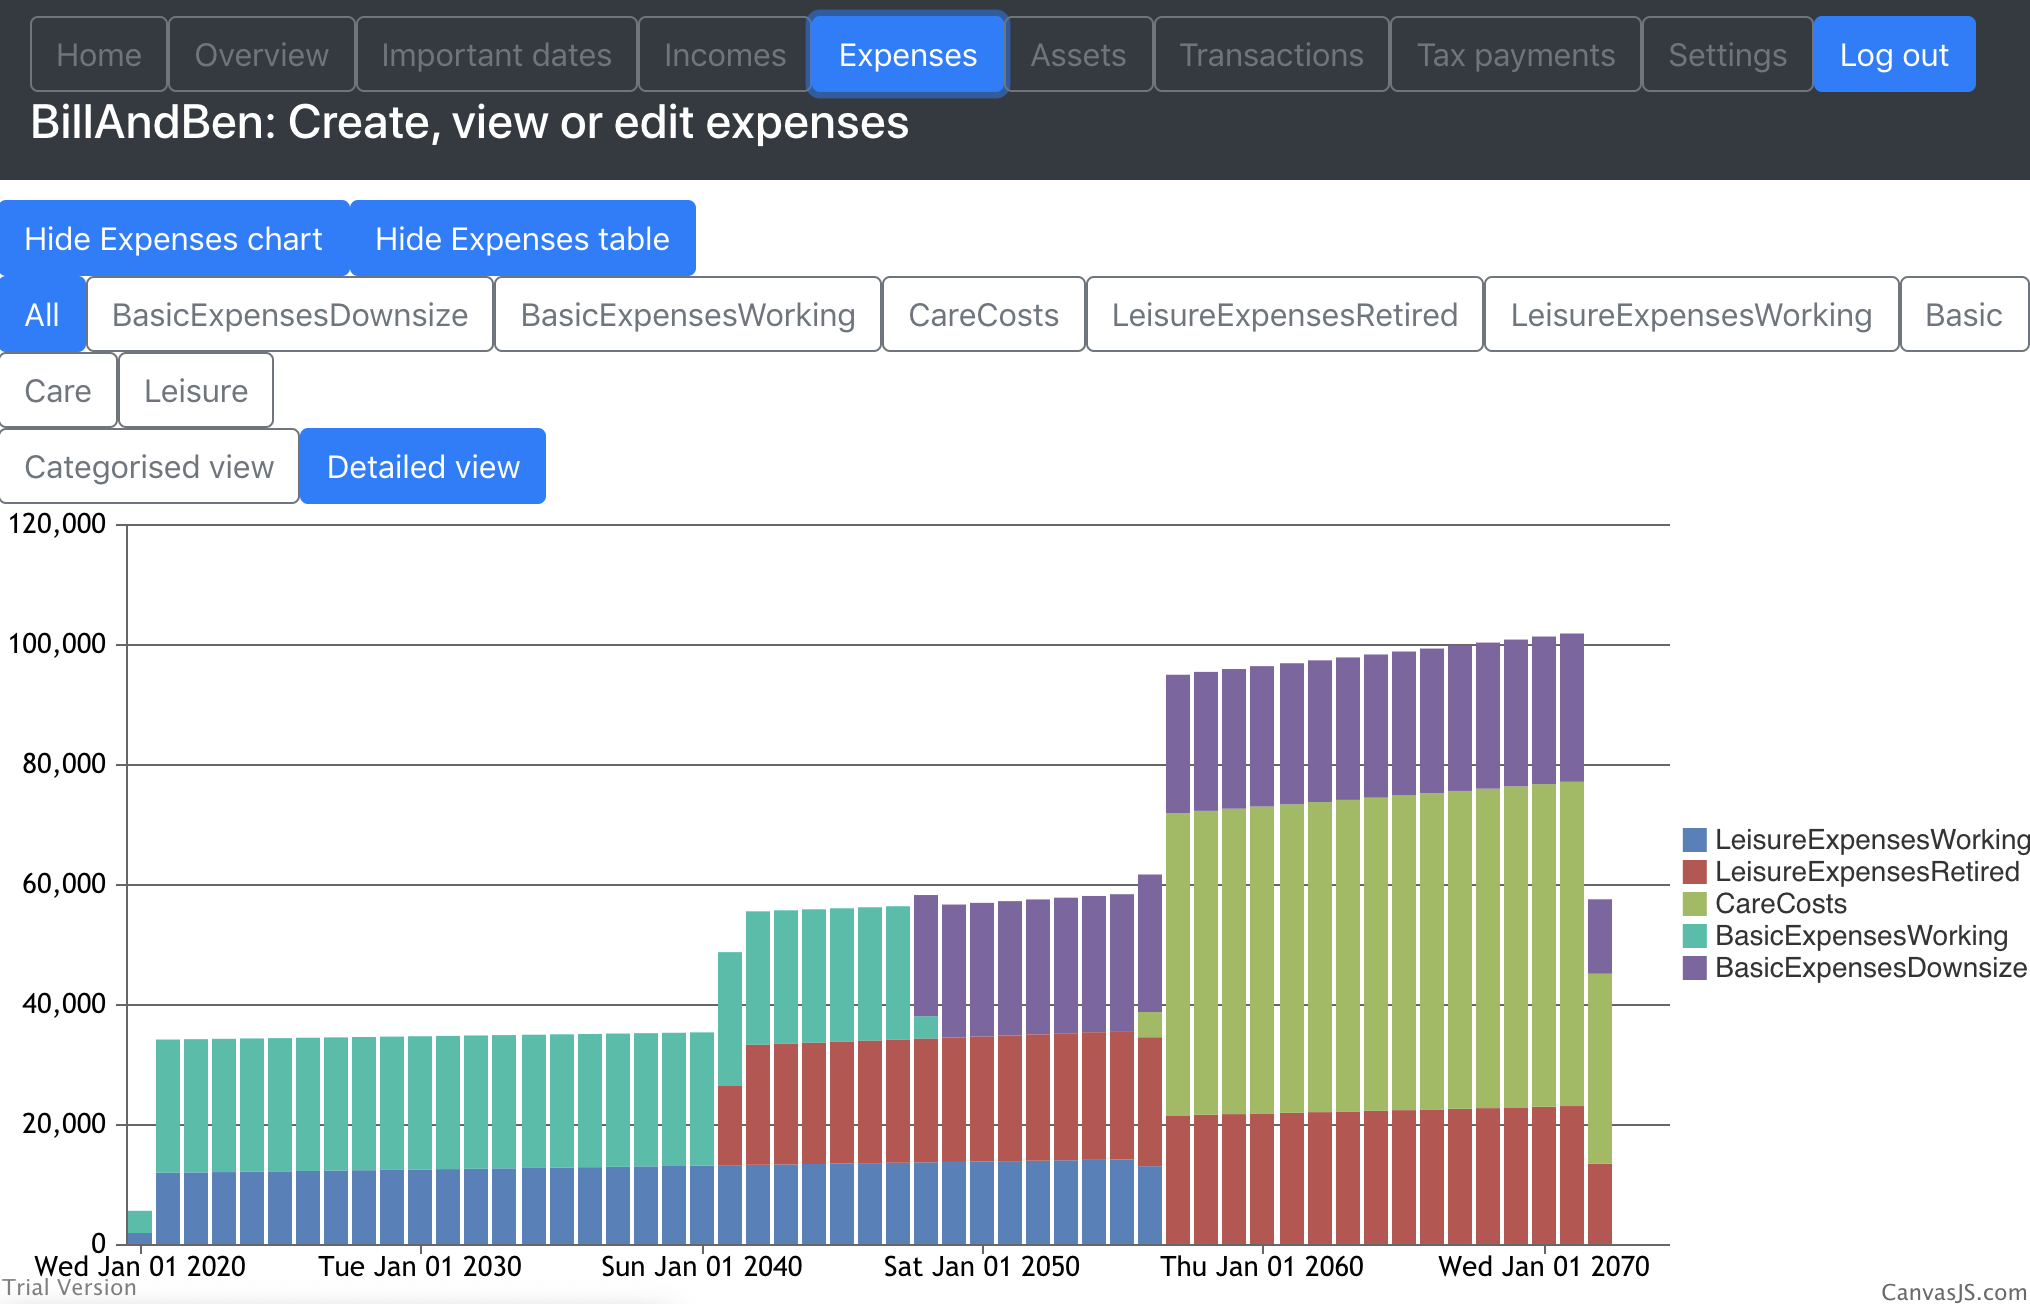 Home Overview Important dates Incomes Expenses Assets Transactions Tax payments Settings Log out
BillAndBen: Create, view or edit expenses
Hide Expenses chart Hide Expenses table
All BasicExpensesDownsize BasicExpensesWorking CareCosts LeisureExpensesRetired LeisureExpensesWorking Basic
Care Leisure
Categorised view Detailed view
120,000
100,000
80,000
60,000
40,000
20,000
0
LeisureExpensesWorking
LeisureExpensesRetired
CareCosts
BasicExpensesWorking
BasicExpensesDownsize
Wed Jan 01 2020 Tue Jan 01 2030 Sun Jan 01 2040 Sat Jan 01 2050 Thu Jan 01 2060 Wed Jan 01 2070
Trial Version
CanvasJS.com